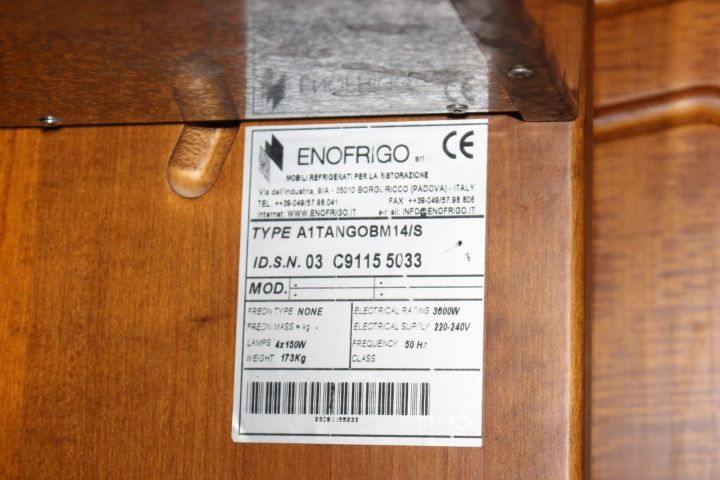 ENOFRIGO srl
CE
MOBILI REFRIGERATI PER LA RISTORAZIONE
Via dell'industria, 9/A - 35010 BORGURICCO (PADOVA) - ITALY
TEL. ++39-049/57.98.041 FAX ++39-049/57.98.806
Internet: WWW.ENOFRIGO.IT e-mail: INFO@ENOFRIGO.IT
TYPE A1TANGOBM14/S
I.D.S.N. 03 C9115 5033
MOD.
FREON TYPE NONE ELECTRICAL RATING 3600W
FREON MASS = kg - ELECTRICAL SUPPLY 220-240V
LAMPS 4x150W FREQUENCY 50 Hz
WEIGHT 173Kg CLASS